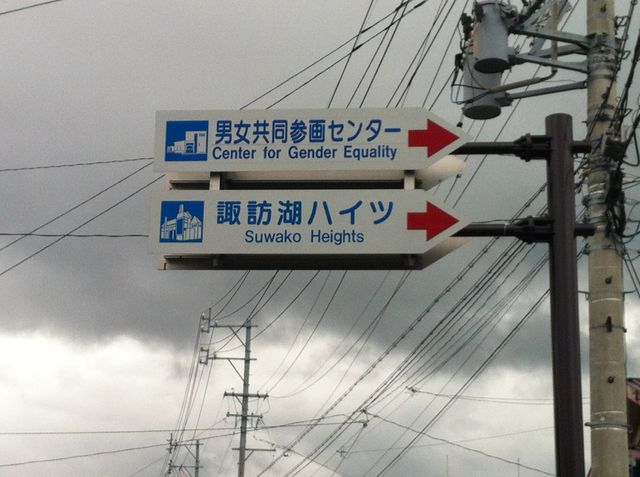 男女共同参画センター
Center for Gender Equality
諏訪湖ハイツ
Suwako Heights